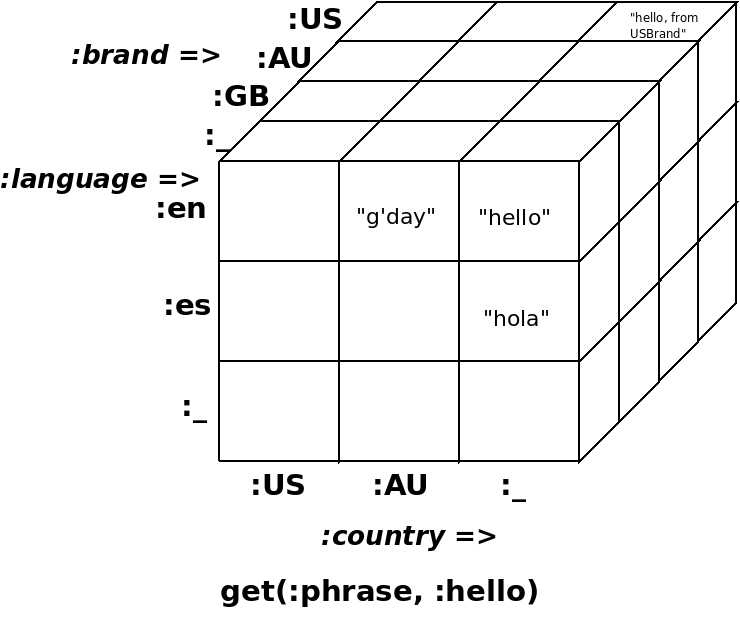 :US
"hello, from
USBrand"
:brand =>
:AU
:GB
:_
:language =>
:en
"g'day"
"hello"
:es
"hola"
:_
:US
:AU
:_
:country =>
get(:phrase, :hello)